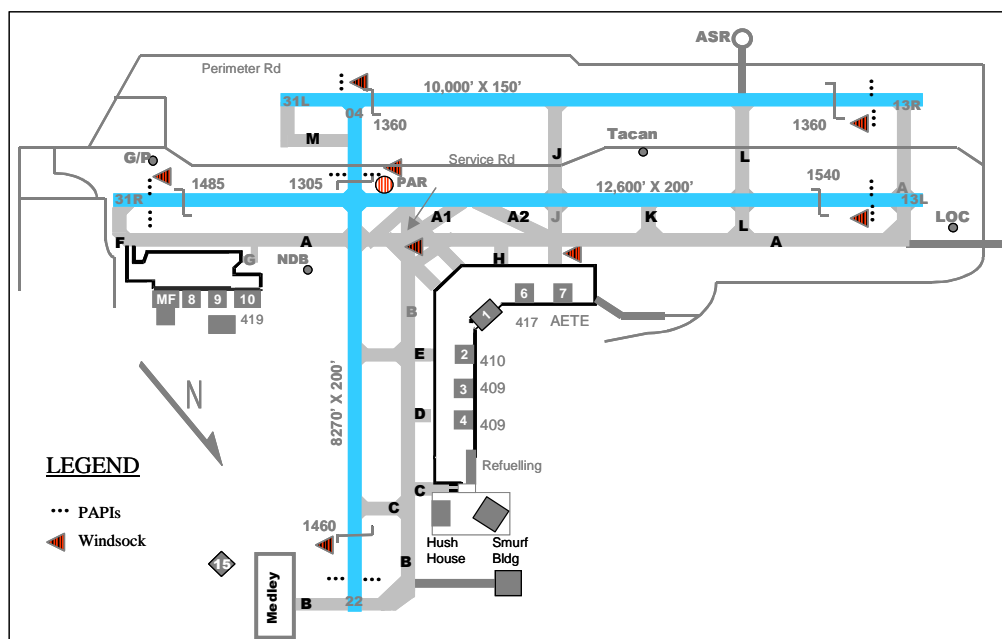 ASR
Perimeter Rd
10,000' X 150'
31L
04
1360
1360
13R
M
Tacan
J
L
G/P
Service Rd
1485
1305
PAR
12,600' X 200'
1540
A
31R
13L
A1
A2
J
K
L
LOC
F
A
A
G
NDB
H
MF
8
9
10
419
B
6
7
1
417
AETE
E
2
410
N
3
409
8270' X 200'
D
4
409
LEGEND
Refuelling
PAPIs
C
C
1460
Windsock
Hush
House
Smurf
Bldg
15
B
Medley
B
22